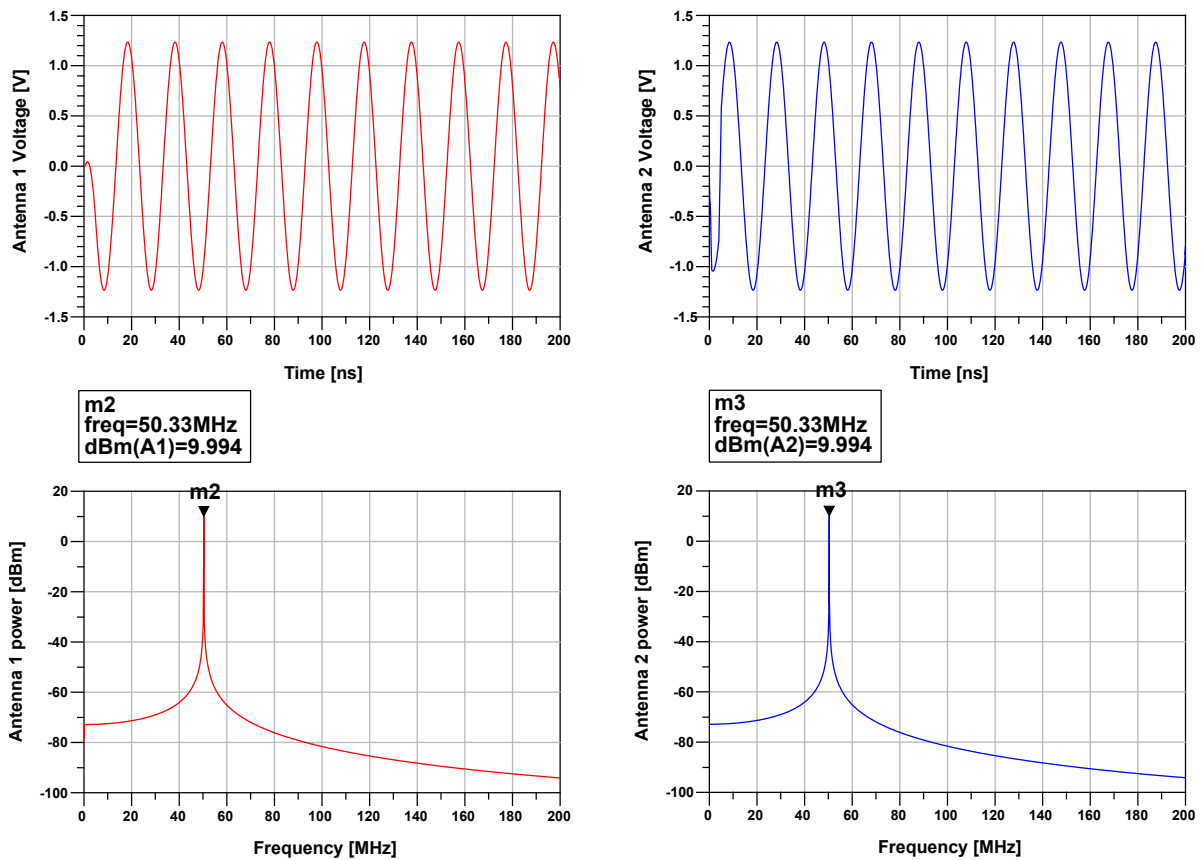 Antenna 1 Voltage [V]
1.5
1.0
0.5
0.0
-0.5
-1.0
-1.5
0 20 40 60 80 100 120 140 160 180 200
Time [ns]
Antenna 2 Voltage [V]
1.5
1.0
0.5
0.0
-0.5
-1.0
-1.5
0 20 40 60 80 100 120 140 160 180 200
Time [ns]
m2
freq=50.33MHz
dBm(A1)=9.994
m3
freq=50.33MHz
dBm(A2)=9.994
Antenna 1 power [dBm]
20
0
-20
-40
-60
-80
-100
m2
0 20 40 60 80 100 120 140 160 180 200
Frequency [MHz]
Antenna 2 power [dBm]
20
0
-20
-40
-60
-80
-100
m3
0 20 40 60 80 100 120 140 160 180 200
Frequency [MHz]